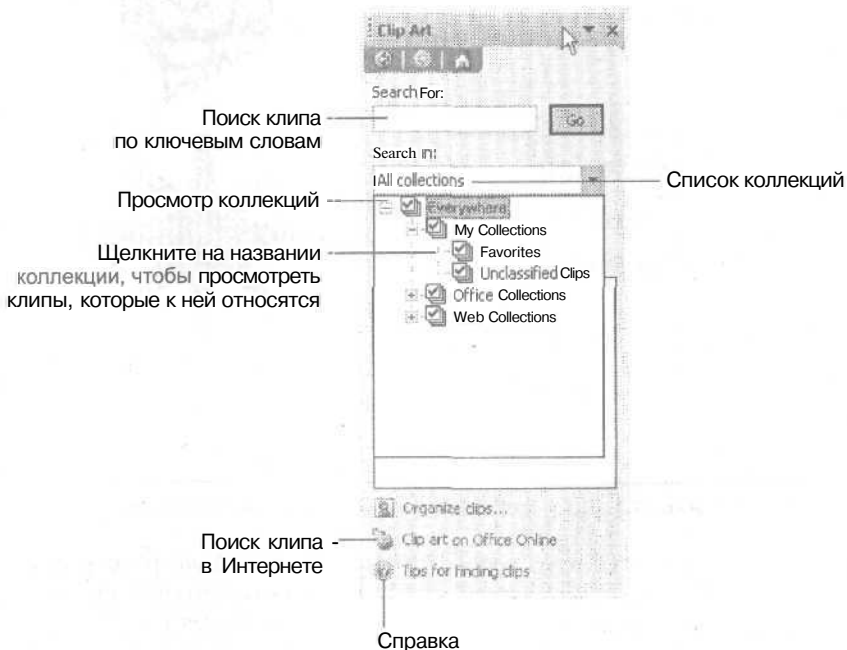 Clip Art
Search For:
Поиск клипа
по ключевым словам
Go
Search in:
All collections
Список коллекций
Просмотр коллекций
Everywhere
My Collections
Щелкните на названии
коллекции, чтобы просмотреть
клипы, которые к ней относятся
Favorites
Unclassified Clips
Office Collections
Web Collections
Organize clips...
Поиск клипа
в Интернете
Clip art on Office Online
Tips for finding clips
Справка